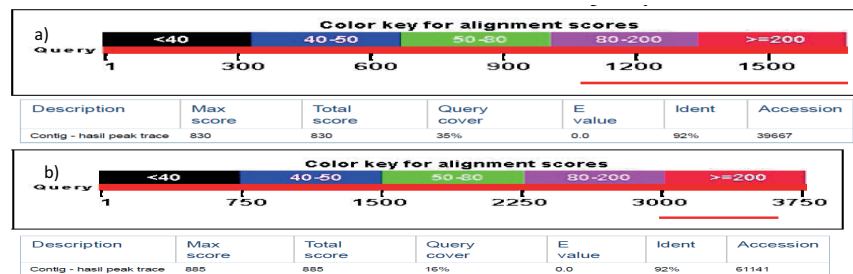 Color key for alignment scores
a)
<40 40-50 50-80 80-200 >=200
Query
1 300 600 900 1200 1500
Description Max score Total score Query cover E value Ident Accession
Contig - hasil peak trace 830 830 35% 0.0 92% 39667
Color key for alignment scores
b)
<40 40-50 50-80 80-200 >=200
Query
1 750 1500 2250 3000 3750
Description Max score Total score Query cover E value Ident Accession
Contig - hasil peak trace 885 885 16% 0.0 92% 61141